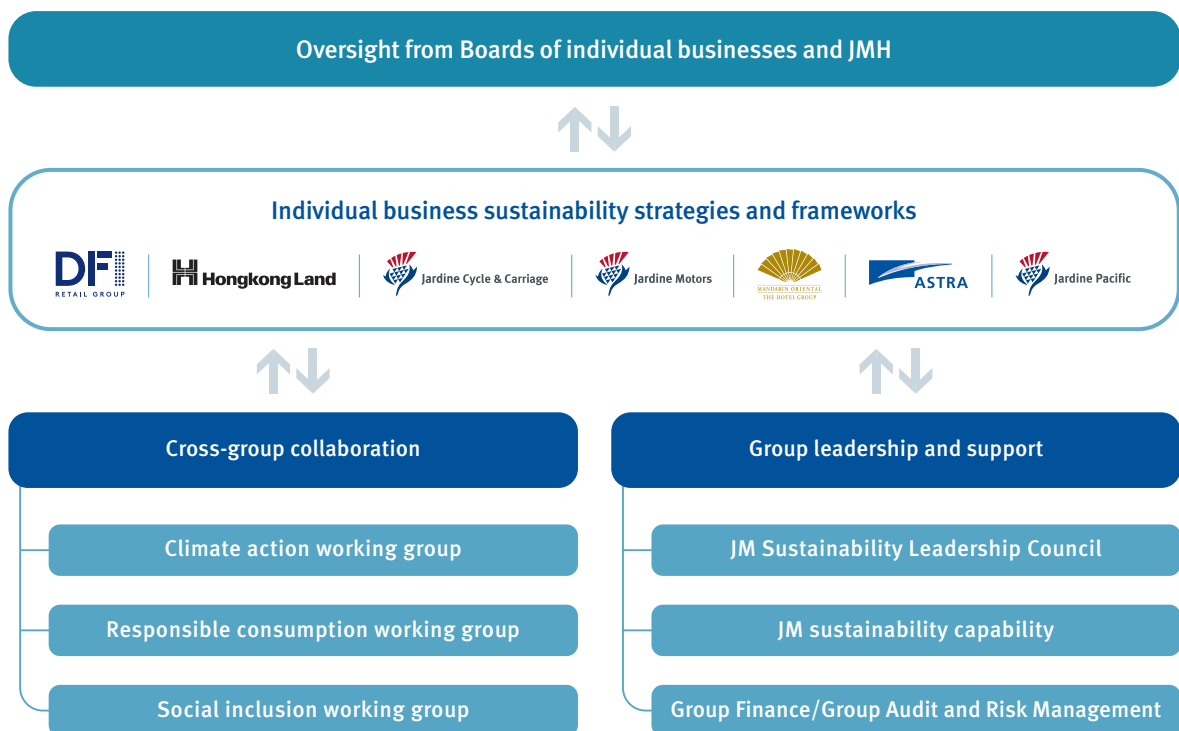 Oversight from Boards of individual businesses and JMH
Individual business sustainability strategies and frameworks
DFI
RETAIL GROUP
Hongkong Land
Jardine Cycle & Carriage
Jardine Motors
MANDARIN ORIENTAL
THE HOTEL GROUP
ASTRA
Jardine Pacific
Cross-group collaboration
Climate action working group
Responsible consumption working group
Social inclusion working group
Group leadership and support
JM Sustainability Leadership Council
JM sustainability capability
Group Finance/Group Audit and Risk Management